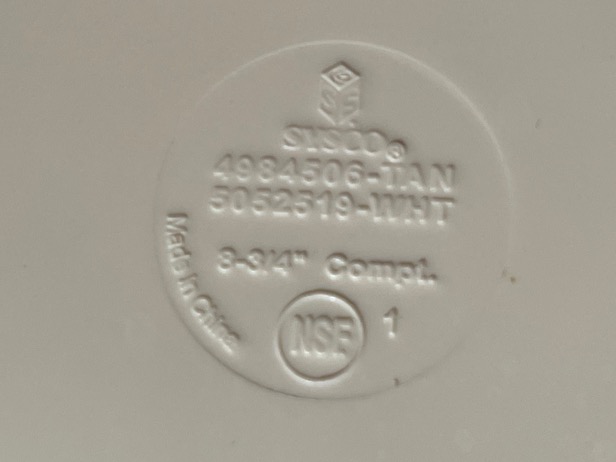 SYSCO®
4984506-TAN
5052519-WHT
8-3/4" Compt.
NSF 1
Made in China